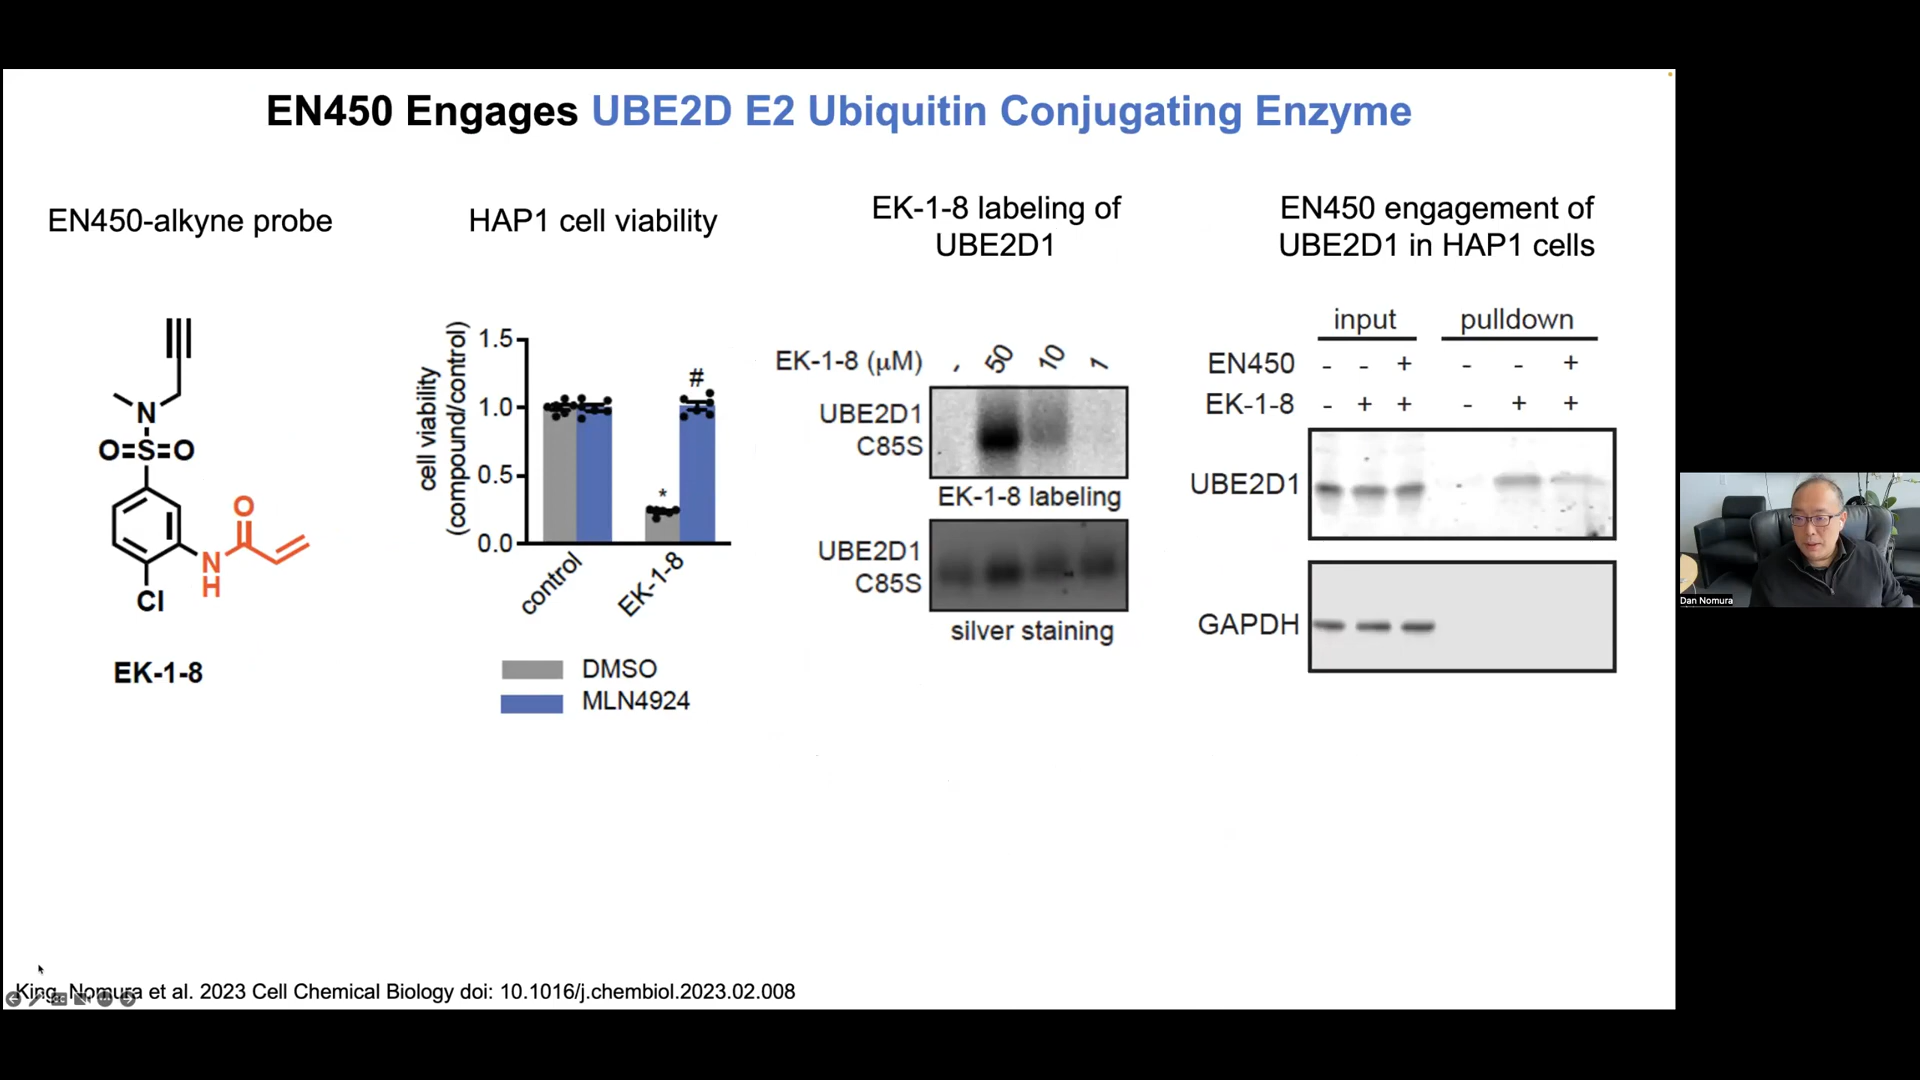 EN450 Engages UBE2D E2 Ubiquitin Conjugating Enzyme
EN450-alkyne probe
N
O=S=O
O
N
H
Cl
EK-1-8
HAP1 cell viability
cell viability
(compound/control)
1.5
1.0
0.5
0.0
#
*
control
EK-1-8
DMSO
MLN4924
EK-1-8 labeling of
UBE2D1
EK-1-8 (μM) - 50 10 1
UBE2D1
C85S
EK-1-8 labeling
UBE2D1
C85S
silver staining
EN450 engagement of
UBE2D1 in HAP1 cells
input pulldown
EN450 - - + - - +
EK-1-8 - + + - + +
UBE2D1
GAPDH
King, Nomura et al. 2023 Cell Chemical Biology doi: 10.1016/j.chembiol.2023.02.008
Dan Nomura